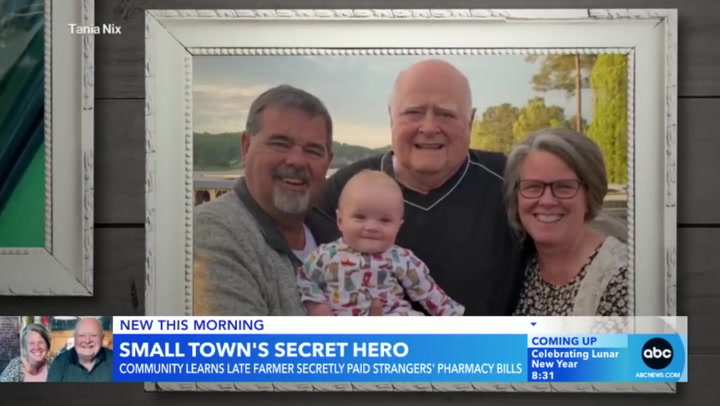 Tania Nix
NEW THIS MORNING
SMALL TOWN'S SECRET HERO
COMMUNITY LEARNS LATE FARMER SECRETLY PAID STRANGERS' PHARMACY BILLS
COMING UP
Celebrating Lunar
New Year
8:31
abc
ABCNEWS.COM